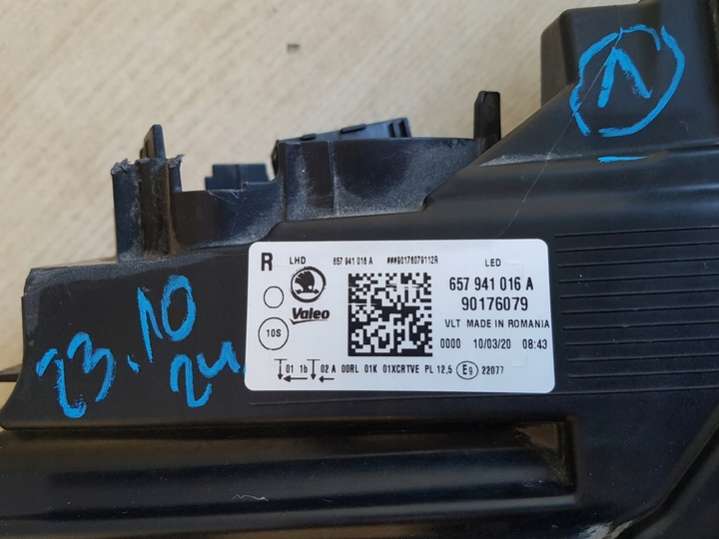 R LHD 657 941 016 A ###90176079112R LED
657 941 016 A
90176079
Valeo
VLT MADE IN ROMANIA
10S
0000 10/03/20 08:43
01 1b 02 A 00RL 01K 01XCRTVE PL 12,5 E9 22077
23.10
24.